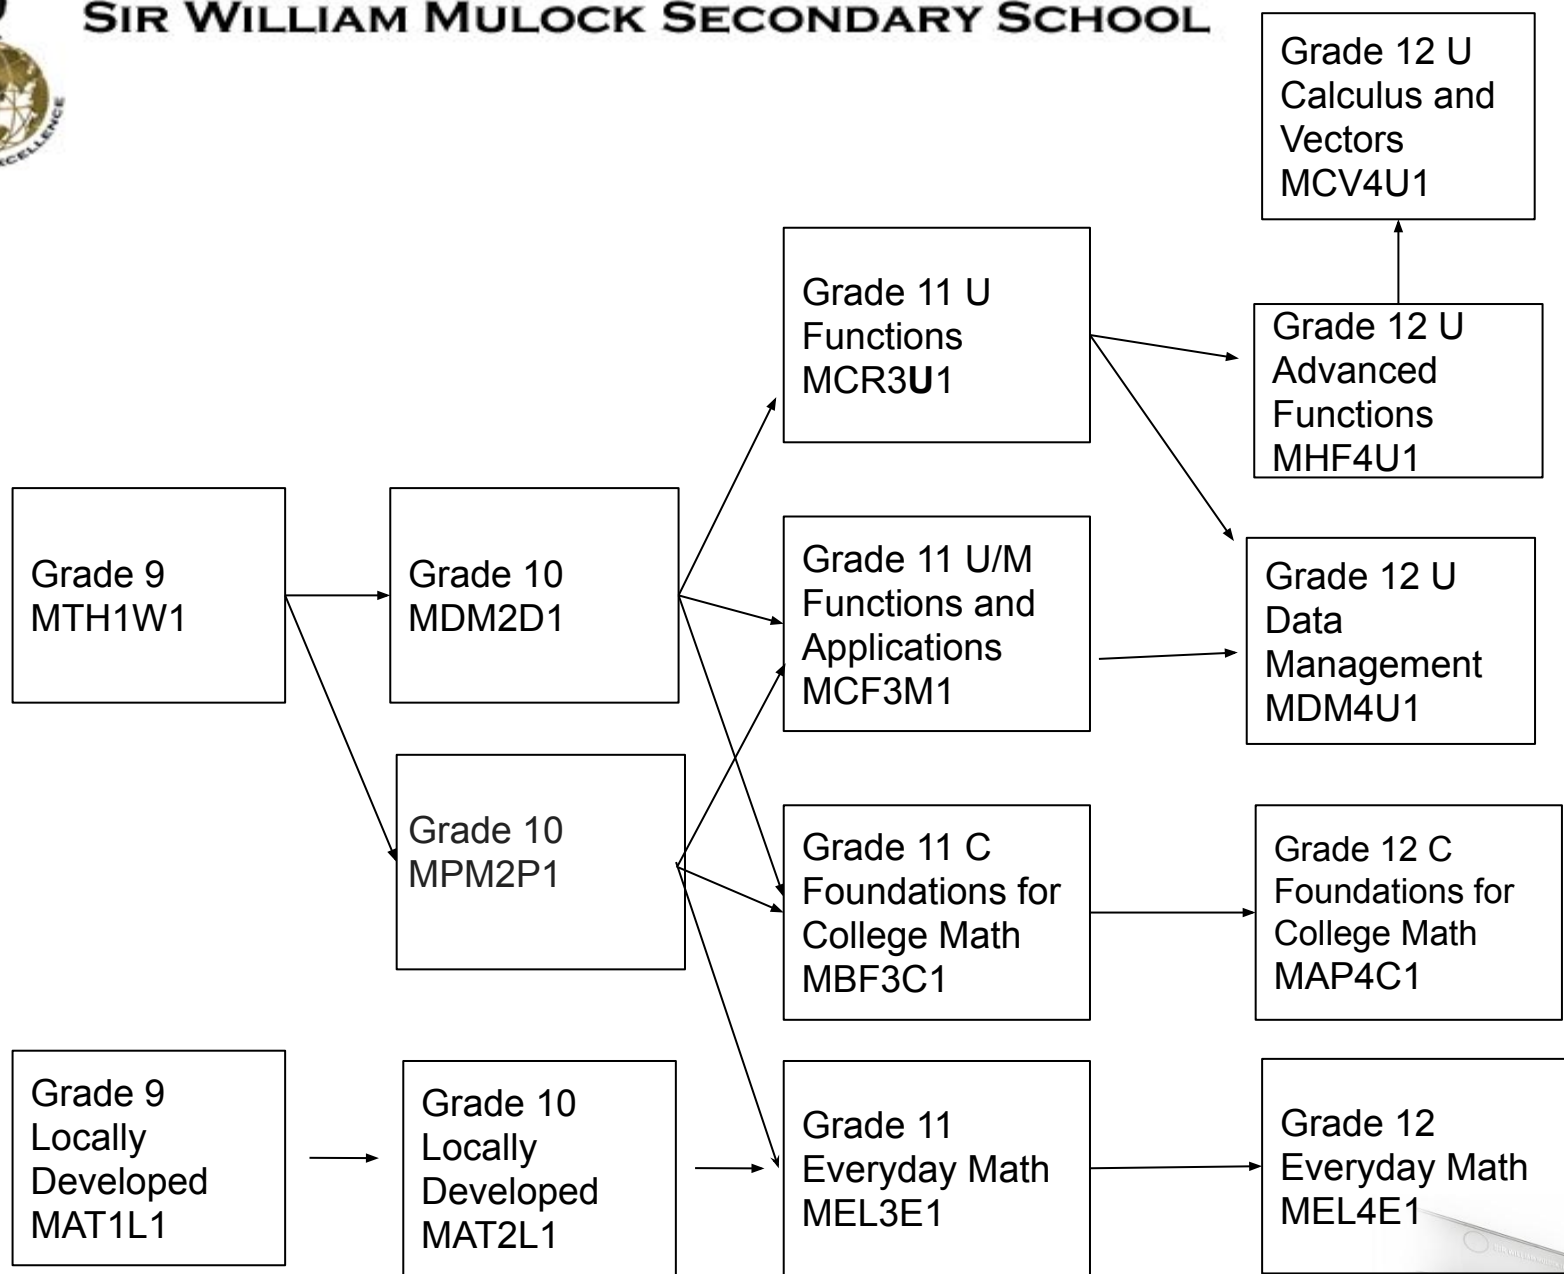 SIR WILLIAM MULOCK SECONDARY SCHOOL
Grade 12 U
Calculus and
Vectors
MCV4U1
Grade 11 U
Functions
MCR3U1
Grade 12 U
Advanced
Functions
MHF4U1
Grade 9
MTH1W1
Grade 10
MDM2D1
Grade 11 U/M
Functions and
Applications
MCF3M1
Grade 12 U
Data
Management
MDM4U1
Grade 10
MPM2P1
Grade 11 C
Foundations for
College Math
MBF3C1
Grade 12 C
Foundations for
College Math
MAP4C1
Grade 9
Locally
Developed
MAT1L1
Grade 10
Locally
Developed
MAT2L1
Grade 11
Everyday Math
MEL3E1
Grade 12
Everyday Math
MEL4E1